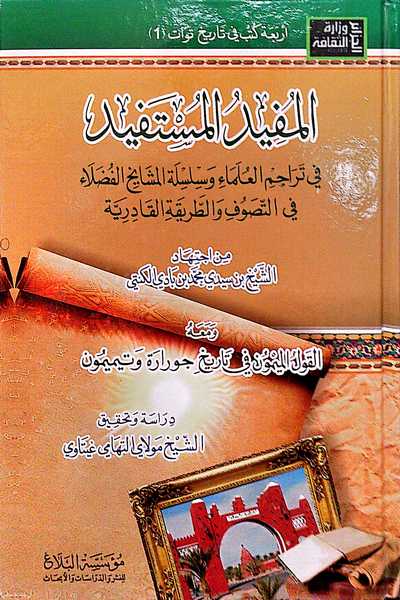 أربعة كتب في تاريخ توات (1)
وزارة
الثقافة
المفيد المستفيد
في تراجم العلماء وسلسلة المشايخ الفضلاء
في التصوف والطريقة القادرية
من اجتهاد
الشيخ بن سيدي محمد بن بادي الكنتي
ومعه
القول الميمون في تاريخ جورارة وتيميمون
دراسة وتحقيق
الشيخ مولاي التهامي غيتاوي
مؤسسة البلاغ
للنشر والدراسات والأبحاث